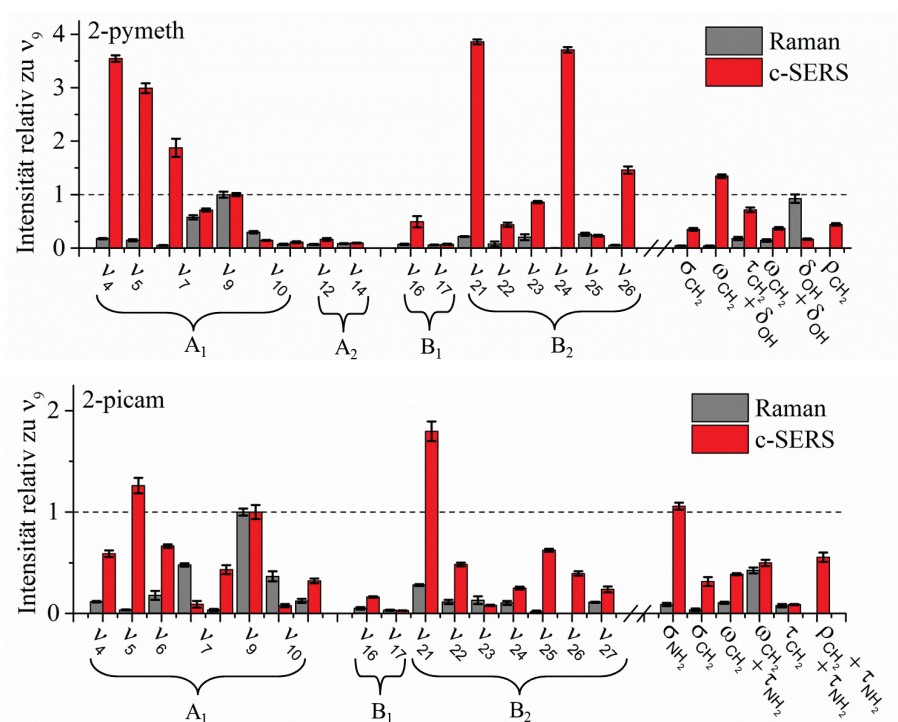 2-pymeth
Raman
c-SERS
Intensität relativ zu ν₉
4
3
2
1
0
ν₄ ν₅ ν₇ ν₉ ν₁₀ ν₁₂ ν₁₄ ν₁₆ ν₁₇ ν₂₁ ν₂₂ ν₂₃ ν₂₄ ν₂₅ ν₂₆ σCH₂ ωCH₂ τCH₂+δOH ωCH₂ δOH+δOH ρCH₂
A₁ A₂ B₁ B₂
2-picam
Raman
c-SERS
Intensität relativ zu ν₉
2
1
0
ν₄ ν₅ ν₆ ν₇ ν₉ ν₁₀ ν₁₆ ν₁₇ ν₂₁ ν₂₂ ν₂₃ ν₂₄ ν₂₅ ν₂₆ ν₂₇ σNH₂ σCH₂ ωCH₂+τNH₂ ωCH₂ τCH₂+τNH₂ ρCH₂+τNH₂
A₁ B₁ B₂